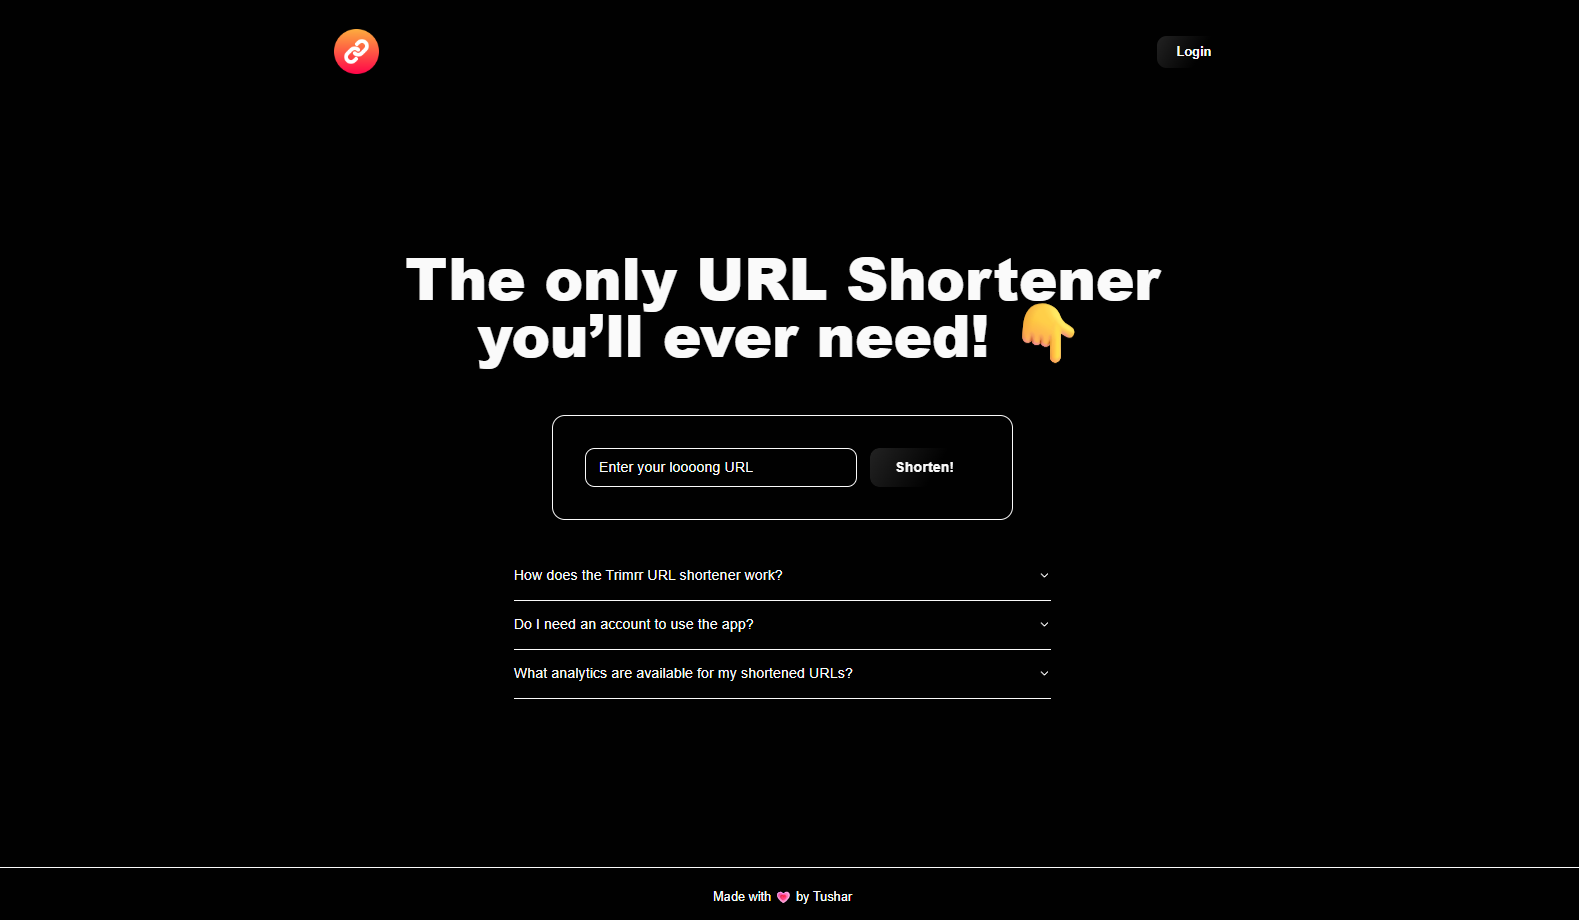 Login
The only URL Shortener
you’ll ever need! 👇
Enter your loooong URL
Shorten!
How does the Trimrr URL shortener work?
Do I need an account to use the app?
What analytics are available for my shortened URLs?
Made with 💗 by Tushar